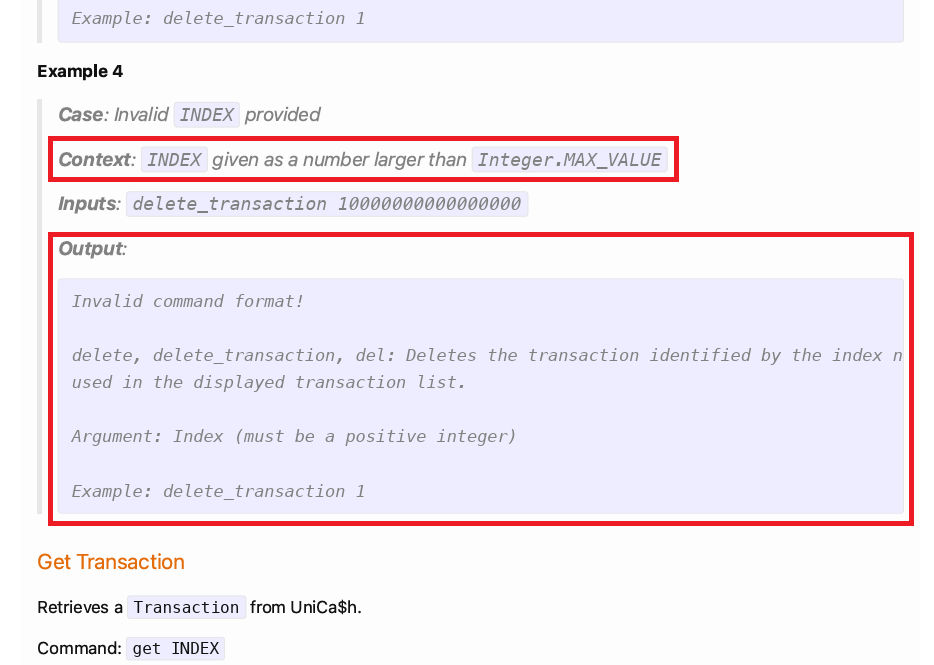 Example: delete_transaction 1
Example 4
Case: Invalid INDEX provided
Context: INDEX given as a number larger than Integer.MAX_VALUE
Inputs: delete_transaction 10000000000000000
Output:
Invalid command format!
delete, delete_transaction, del: Deletes the transaction identified by the index n
used in the displayed transaction list.
Argument: Index (must be a positive integer)
Example: delete_transaction 1
Get Transaction
Retrieves a Transaction from UniCa$h.
Command: get INDEX